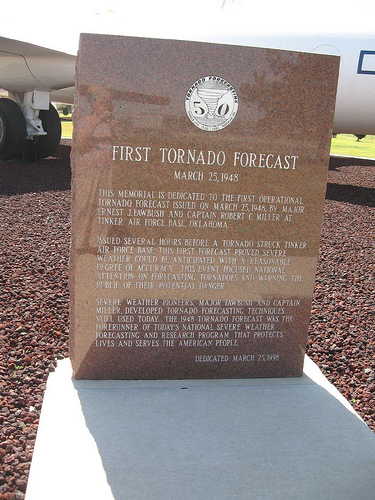 TORNADO FORECASTING
50
FIRST TORNADO FORECAST
MARCH 25, 1948
THIS MEMORIAL IS DEDICATED TO THE FIRST OPERATIONAL
TORNADO FORECAST ISSUED ON MARCH 25, 1948, BY MAJOR
ERNEST J. FAWBUSH AND CAPTAIN ROBERT C. MILLER AT
TINKER AIR FORCE BASE, OKLAHOMA.
ISSUED SEVERAL HOURS BEFORE A TORNADO STRUCK TINKER
AIR FORCE BASE, THIS FIRST FORECAST PROVED SEVERE
WEATHER COULD BE ANTICIPATED WITH A REASONABLE
DEGREE OF ACCURACY. THIS EVENT FOCUSED NATIONAL
ATTENTION ON FORECASTING TORNADOES AND WARNING THE
PUBLIC OF THEIR POTENTIAL DANGER.
SEVERE WEATHER PIONEERS, MAJOR FAWBUSH AND CAPTAIN
MILLER, DEVELOPED TORNADO FORECASTING TECHNIQUES
STILL USED TODAY. THE 1948 TORNADO FORECAST WAS THE
FORERUNNER OF TODAY'S NATIONAL SEVERE WEATHER
FORECASTING AND RESEARCH PROGRAM THAT PROTECTS
LIVES AND SERVES THE AMERICAN PEOPLE.
DEDICATED MARCH 25, 1998